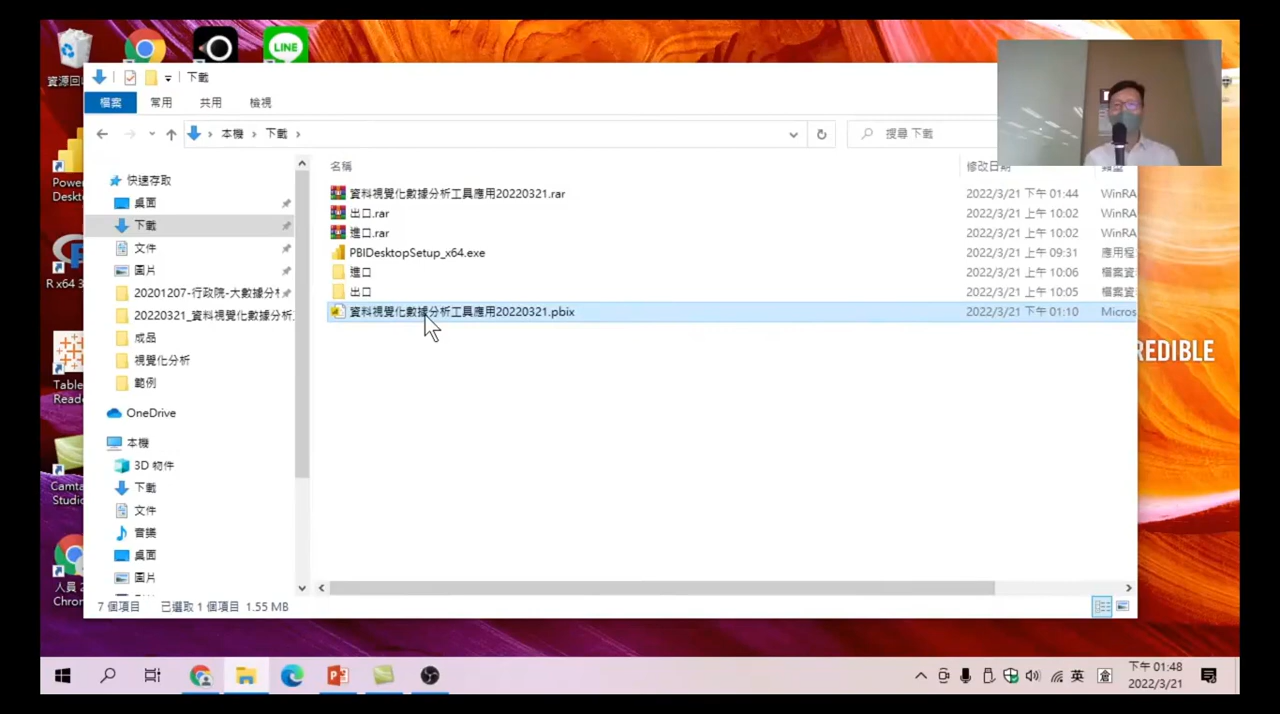 資源回
LINE
下載
檔案
常用
共用
檢視
本機
下載
搜尋 下載
Power
Deskto
R x64 3
Table
Reade
Camta
Studio
人員 2
Chron
快速存取
桌面
下載
文件
圖片
20201207-行政院-大數據分析
20220321_資料視覺化數據分析
成品
視覺化分析
範例
OneDrive
本機
3D 物件
下載
文件
音樂
桌面
圖片
名稱
修改日期
類型
資料視覺化數據分析工具應用20220321.rar 2022/3/21 下午 01:44 WinRA
出口.rar 2022/3/21 上午 10:02 WinRA
進口.rar 2022/3/21 上午 10:02 WinRA
PBIDesktopSetup_x64.exe 2022/3/21 上午 09:31 應用程
進口 2022/3/21 上午 10:06 檔案資
出口 2022/3/21 上午 10:05 檔案資
資料視覺化數據分析工具應用20220321.pbix 2022/3/21 下午 01:10 Micros
REDIBLE
7 個項目 已選取 1 個項目 1.55 MB
英
倉
下午 01:48
2022/3/21